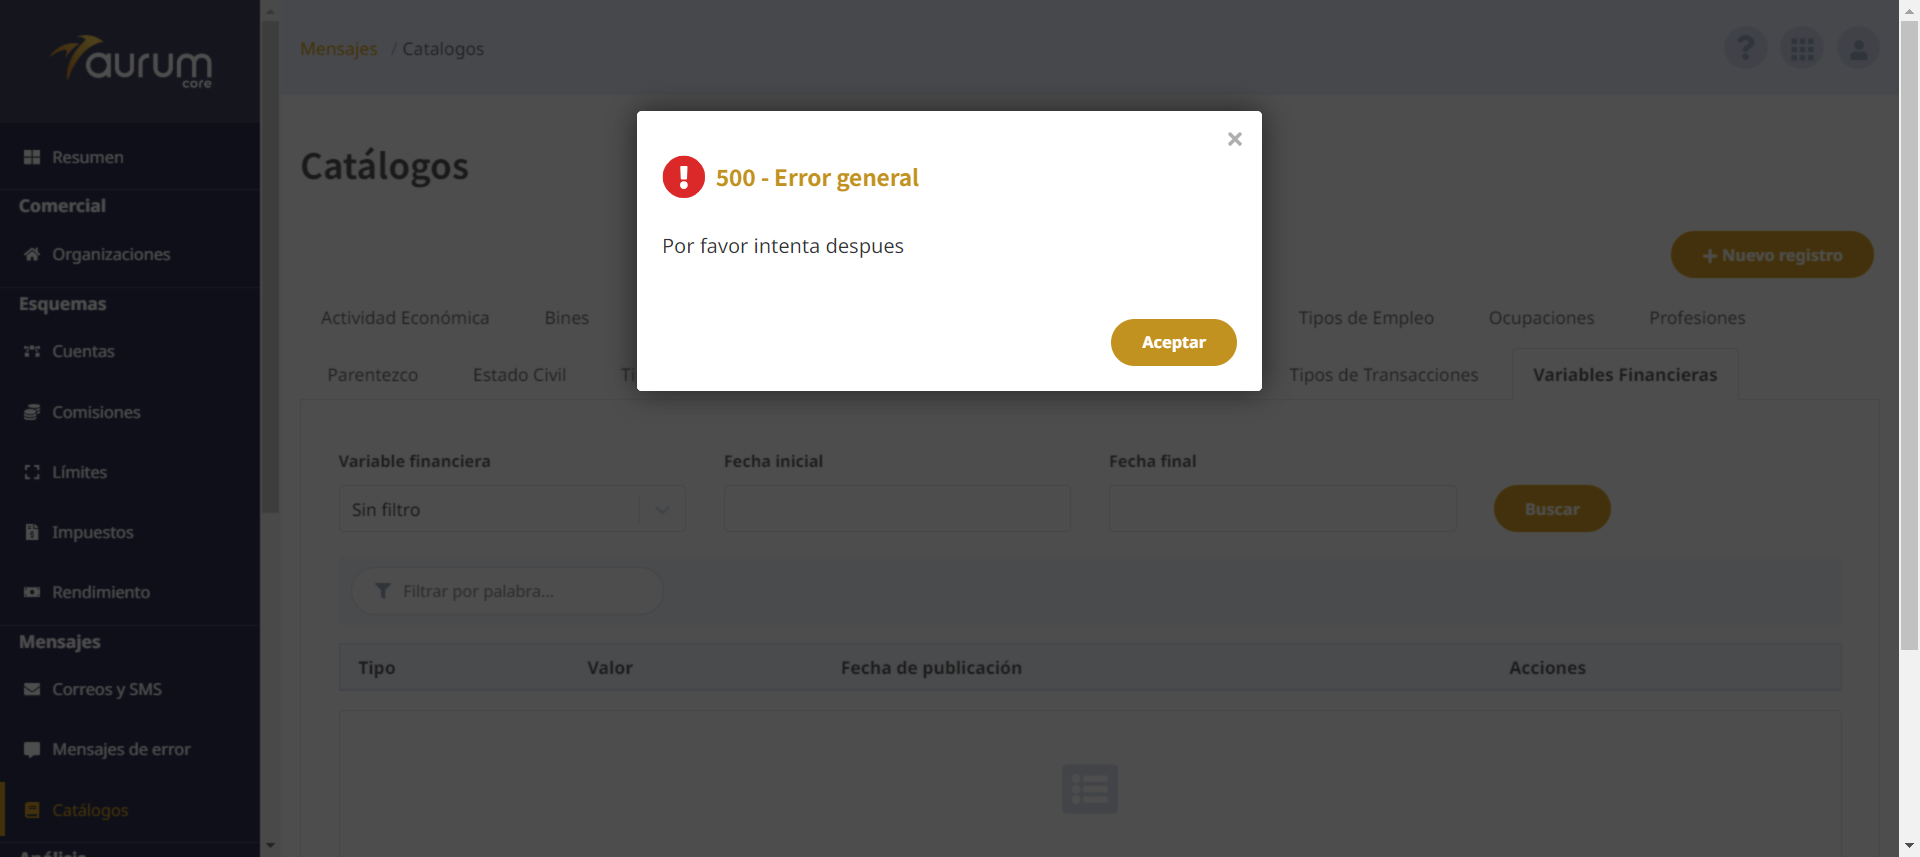 aurum
core
Mensajes / Catalogos
?
Resumen
Comercial
Organizaciones
Esquemas
Cuentas
Comisiones
Límites
Impuestos
Rendimiento
Mensajes
Correos y SMS
Mensajes de error
Catálogos
Catálogos
500 - Error general
Por favor intenta despues
Aceptar
+ Nuevo registro
Actividad Económica Bines Tipos de Empleo Ocupaciones Profesiones
Parentezco Estado Civil Tipos de Transacciones Variables Financieras
Variable financiera Fecha inicial Fecha final
Sin filtro Buscar
Filtrar por palabra...
Tipo Valor Fecha de publicación Acciones